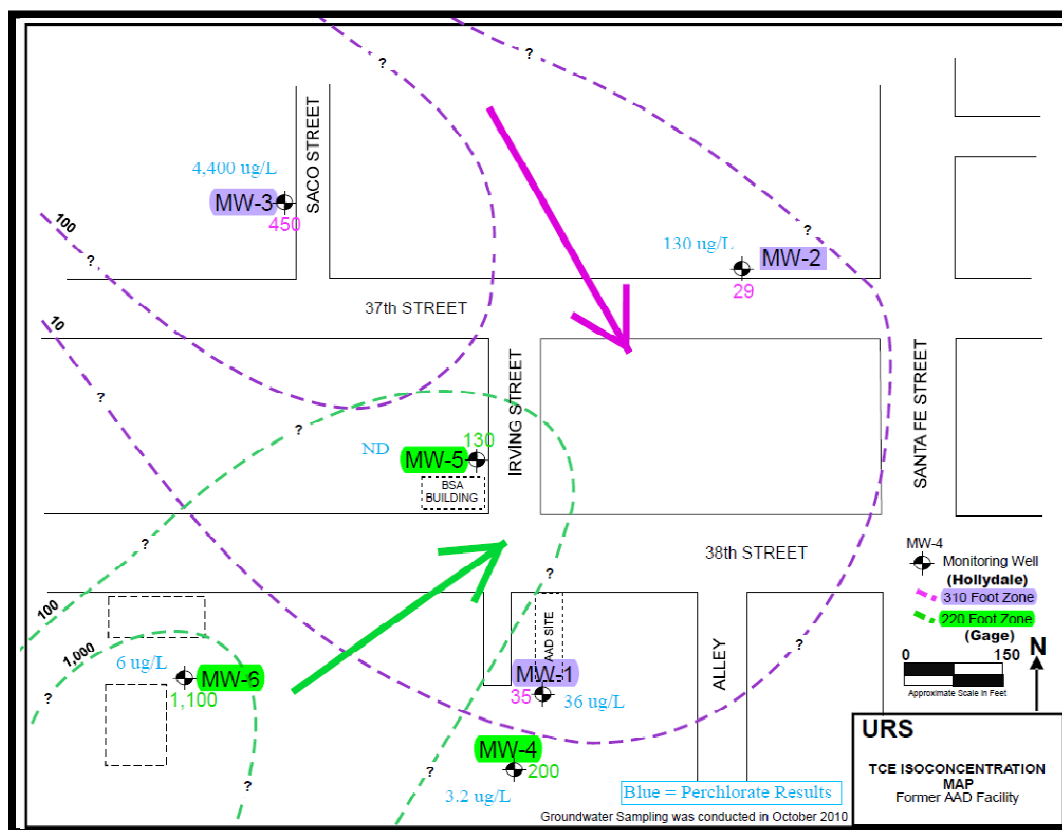 ?
?
SACO STREET
4,400 ug/L
MW-3
450
100
?
?
130 ug/L
MW-2
29
37th STREET
10
?
IRVING STREET
SANTA FE STREET
?
130
ND
MW-5
BSA
BUILDING
?
38th STREET
MW-4
Monitoring Well
(Hollydale)
310 Foot Zone
220 Foot Zone
(Gage)
?
100
AAD SITE
ALLEY
?
N
0
150
Approximate Scale in Feet
1,000
6 ug/L
MW-6
1,100
?
MW-1
35
36 ug/L
MW-4
200
?
?
3.2 ug/L
Blue = Perchlorate Results
Groundwater Sampling was conducted in October 2010
URS
TCE ISOCONCENTRATION
MAP
Former AAD Facility